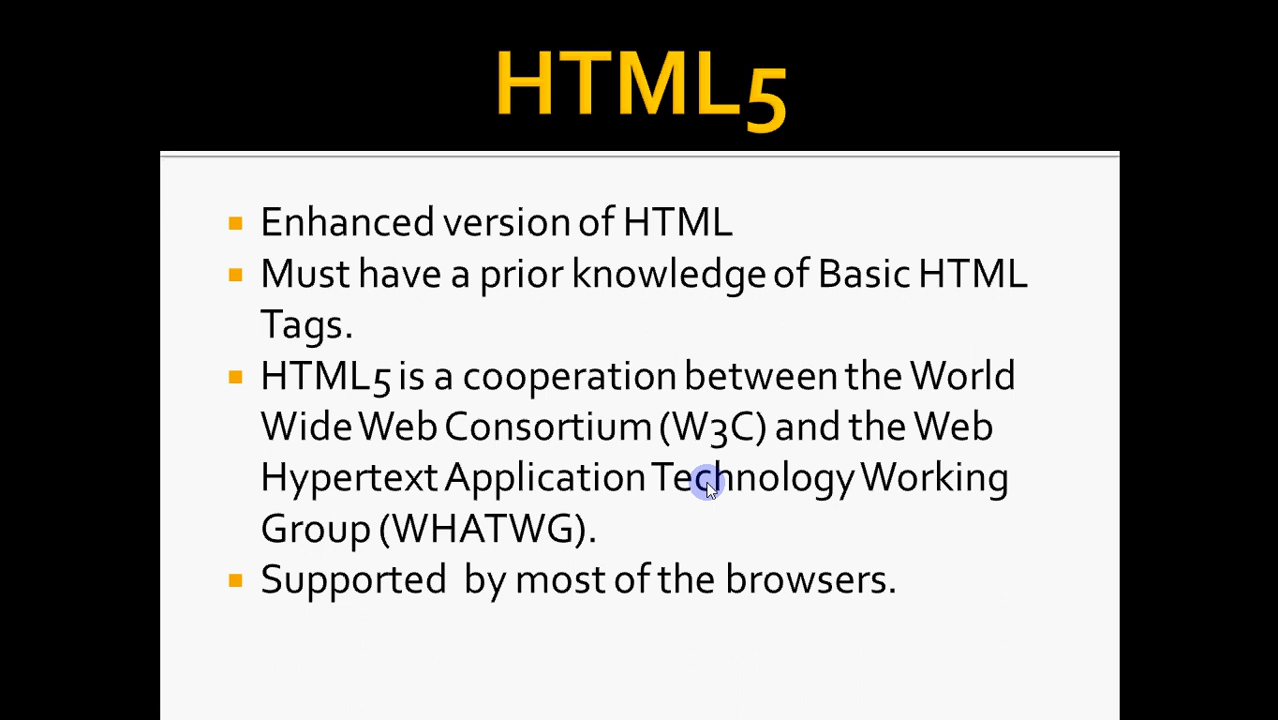 HTML5
Enhanced version of HTML
Must have a prior knowledge of Basic HTML
Tags.
HTML5 is a cooperation between the World
Wide Web Consortium (W3C) and the Web
Hypertext Application Technology Working
Group (WHATWG).
Supported by most of the browsers.